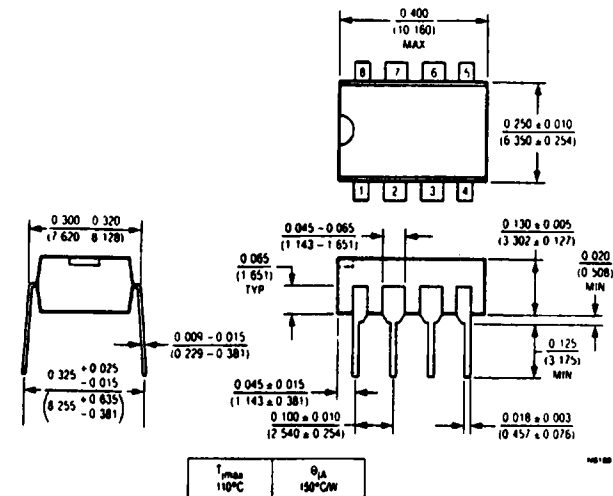 0.400
(10.160)
MAX
8 7 6 5
0.250 ± 0.010
(6.350 ± 0.254)
1 2 3 4
0.300 0.320
(7.620 8.128)
0.045 – 0.065
(1.143 – 1.651)
0.130 ± 0.005
(3.302 ± 0.127)
0.065
(1.651)
TYP
0.020
(0.508)
MIN
0.009 – 0.015
(0.229 – 0.381)
0.125
(3.175)
MIN
0.325 +0.025
-0.015
(8.255 +0.635
-0.381)
0.045 ± 0.015
(1.143 ± 0.381)
0.100 ± 0.010
(2.540 ± 0.254)
0.018 ± 0.003
(0.457 ± 0.076)
Tjmax θJA
110°C 150°C/W